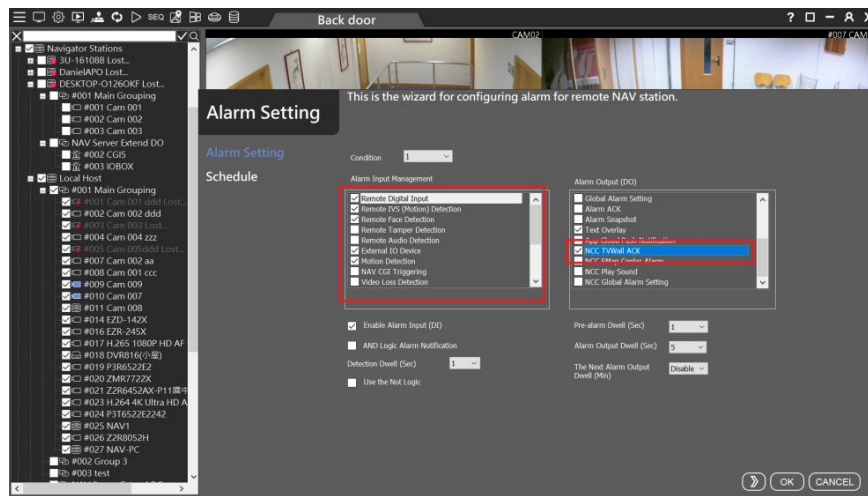 SEQ
Back door
?
CAM02
#007 CAM
Navigator Stations
3U-16108B Lost...
DanielAPO Lost...
DESKTOP-O126OKF Lost...
#001 Main Grouping
#001 Cam 001
#002 Cam 002
#003 Cam 003
NAV Server Extend DO
#002 CGI5
#003 IOBOX
Local Host
#001 Main Grouping
#001 Cam 001 ddd Lost...
#002 Cam 002 ddd
#003 Cam 003 Lost...
#004 Cam 004 zzz
#005 Cam 005ddd Lost...
#007 Cam 002 aa
#008 Cam 001 ccc
#009 Cam 009
#010 Cam 007
#011 Cam 008
#014 EZD-142X
#016 EZR-245X
#017 H.265 1080P HD AF
#018 DVR816(小屋)
#019 P3R6522E2
#020 ZMR7722X
#021 Z2R6452AX-P11
#023 H.264 4K Ultra HD A
#024 P3T6522E2242
#025 NAV1
#026 Z2R8052H
#027 NAV-PC
#002 Group 3
#003 test
Alarm Setting
This is the wizard for configuring alarm for remote NAV station.
Alarm Setting
Schedule
Condition 1
Alarm Input Management
Remote Digital Input
Remote IVS (Motion) Detection
Remote Face Detection
Remote Tamper Detection
Remote Audio Detection
External IO Device
Motion Detection
NAV CGI Triggering
Video Loss Detection
Alarm Output (DO)
Global Alarm Setting
Alarm ACK
Alarm Snapshot
Text Overlay
App Cloud Push Notification
NCC TVWall ACK
NCC EMap Center Alarm
NCC Play Sound
NCC Global Alarm Setting
Enable Alarm Input (DI)
AND Logic Alarm Notification
Detection Dwell (Sec) 1
Use the Not Logic
Pre-alarm Dwell (Sec) 1
Alarm Output Dwell (Sec) 5
The Next Alarm Output Disable
Dwell (Min)
OK
CANCEL